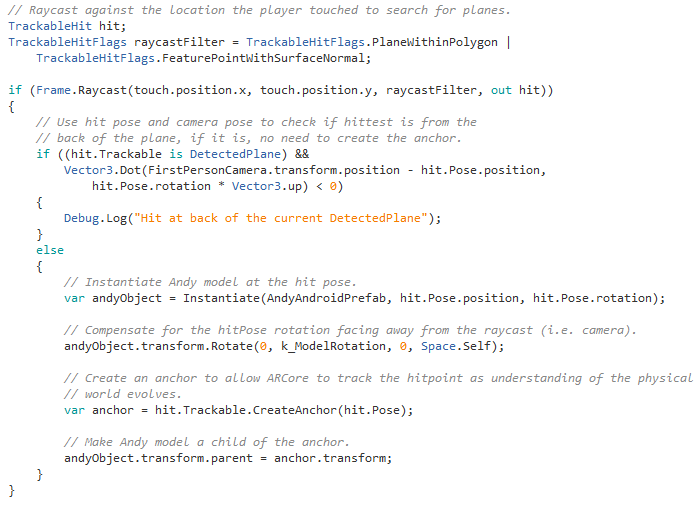 // Raycast against the location the player touched to search for planes.
TrackableHit hit;
TrackableHitFlags raycastFilter = TrackableHitFlags.PlaneWithinPolygon |
    TrackableHitFlags.FeaturePointWithSurfaceNormal;

if (Frame.Raycast(touch.position.x, touch.position.y, raycastFilter, out hit))
{
    // Use hit pose and camera pose to check if hittest is from the
    // back of the plane, if it is, no need to create the anchor.
    if ((hit.Trackable is DetectedPlane) &&
        Vector3.Dot(FirstPersonCamera.transform.position - hit.Pose.position,
            hit.Pose.rotation * Vector3.up) < 0)
    {
        Debug.Log("Hit at back of the current DetectedPlane");
    }
    else
    {
        // Instantiate Andy model at the hit pose.
        var andyObject = Instantiate(AndyAndroidPrefab, hit.Pose.position, hit.Pose.rotation);

        // Compensate for the hitPose rotation facing away from the raycast (i.e. camera).
        andyObject.transform.Rotate(0, k_ModelRotation, 0, Space.Self);

        // Create an anchor to allow ARCore to track the hitpoint as understanding of the physical
        // world evolves.
        var anchor = hit.Trackable.CreateAnchor(hit.Pose);

        // Make Andy model a child of the anchor.
        andyObject.transform.parent = anchor.transform;
    }
}